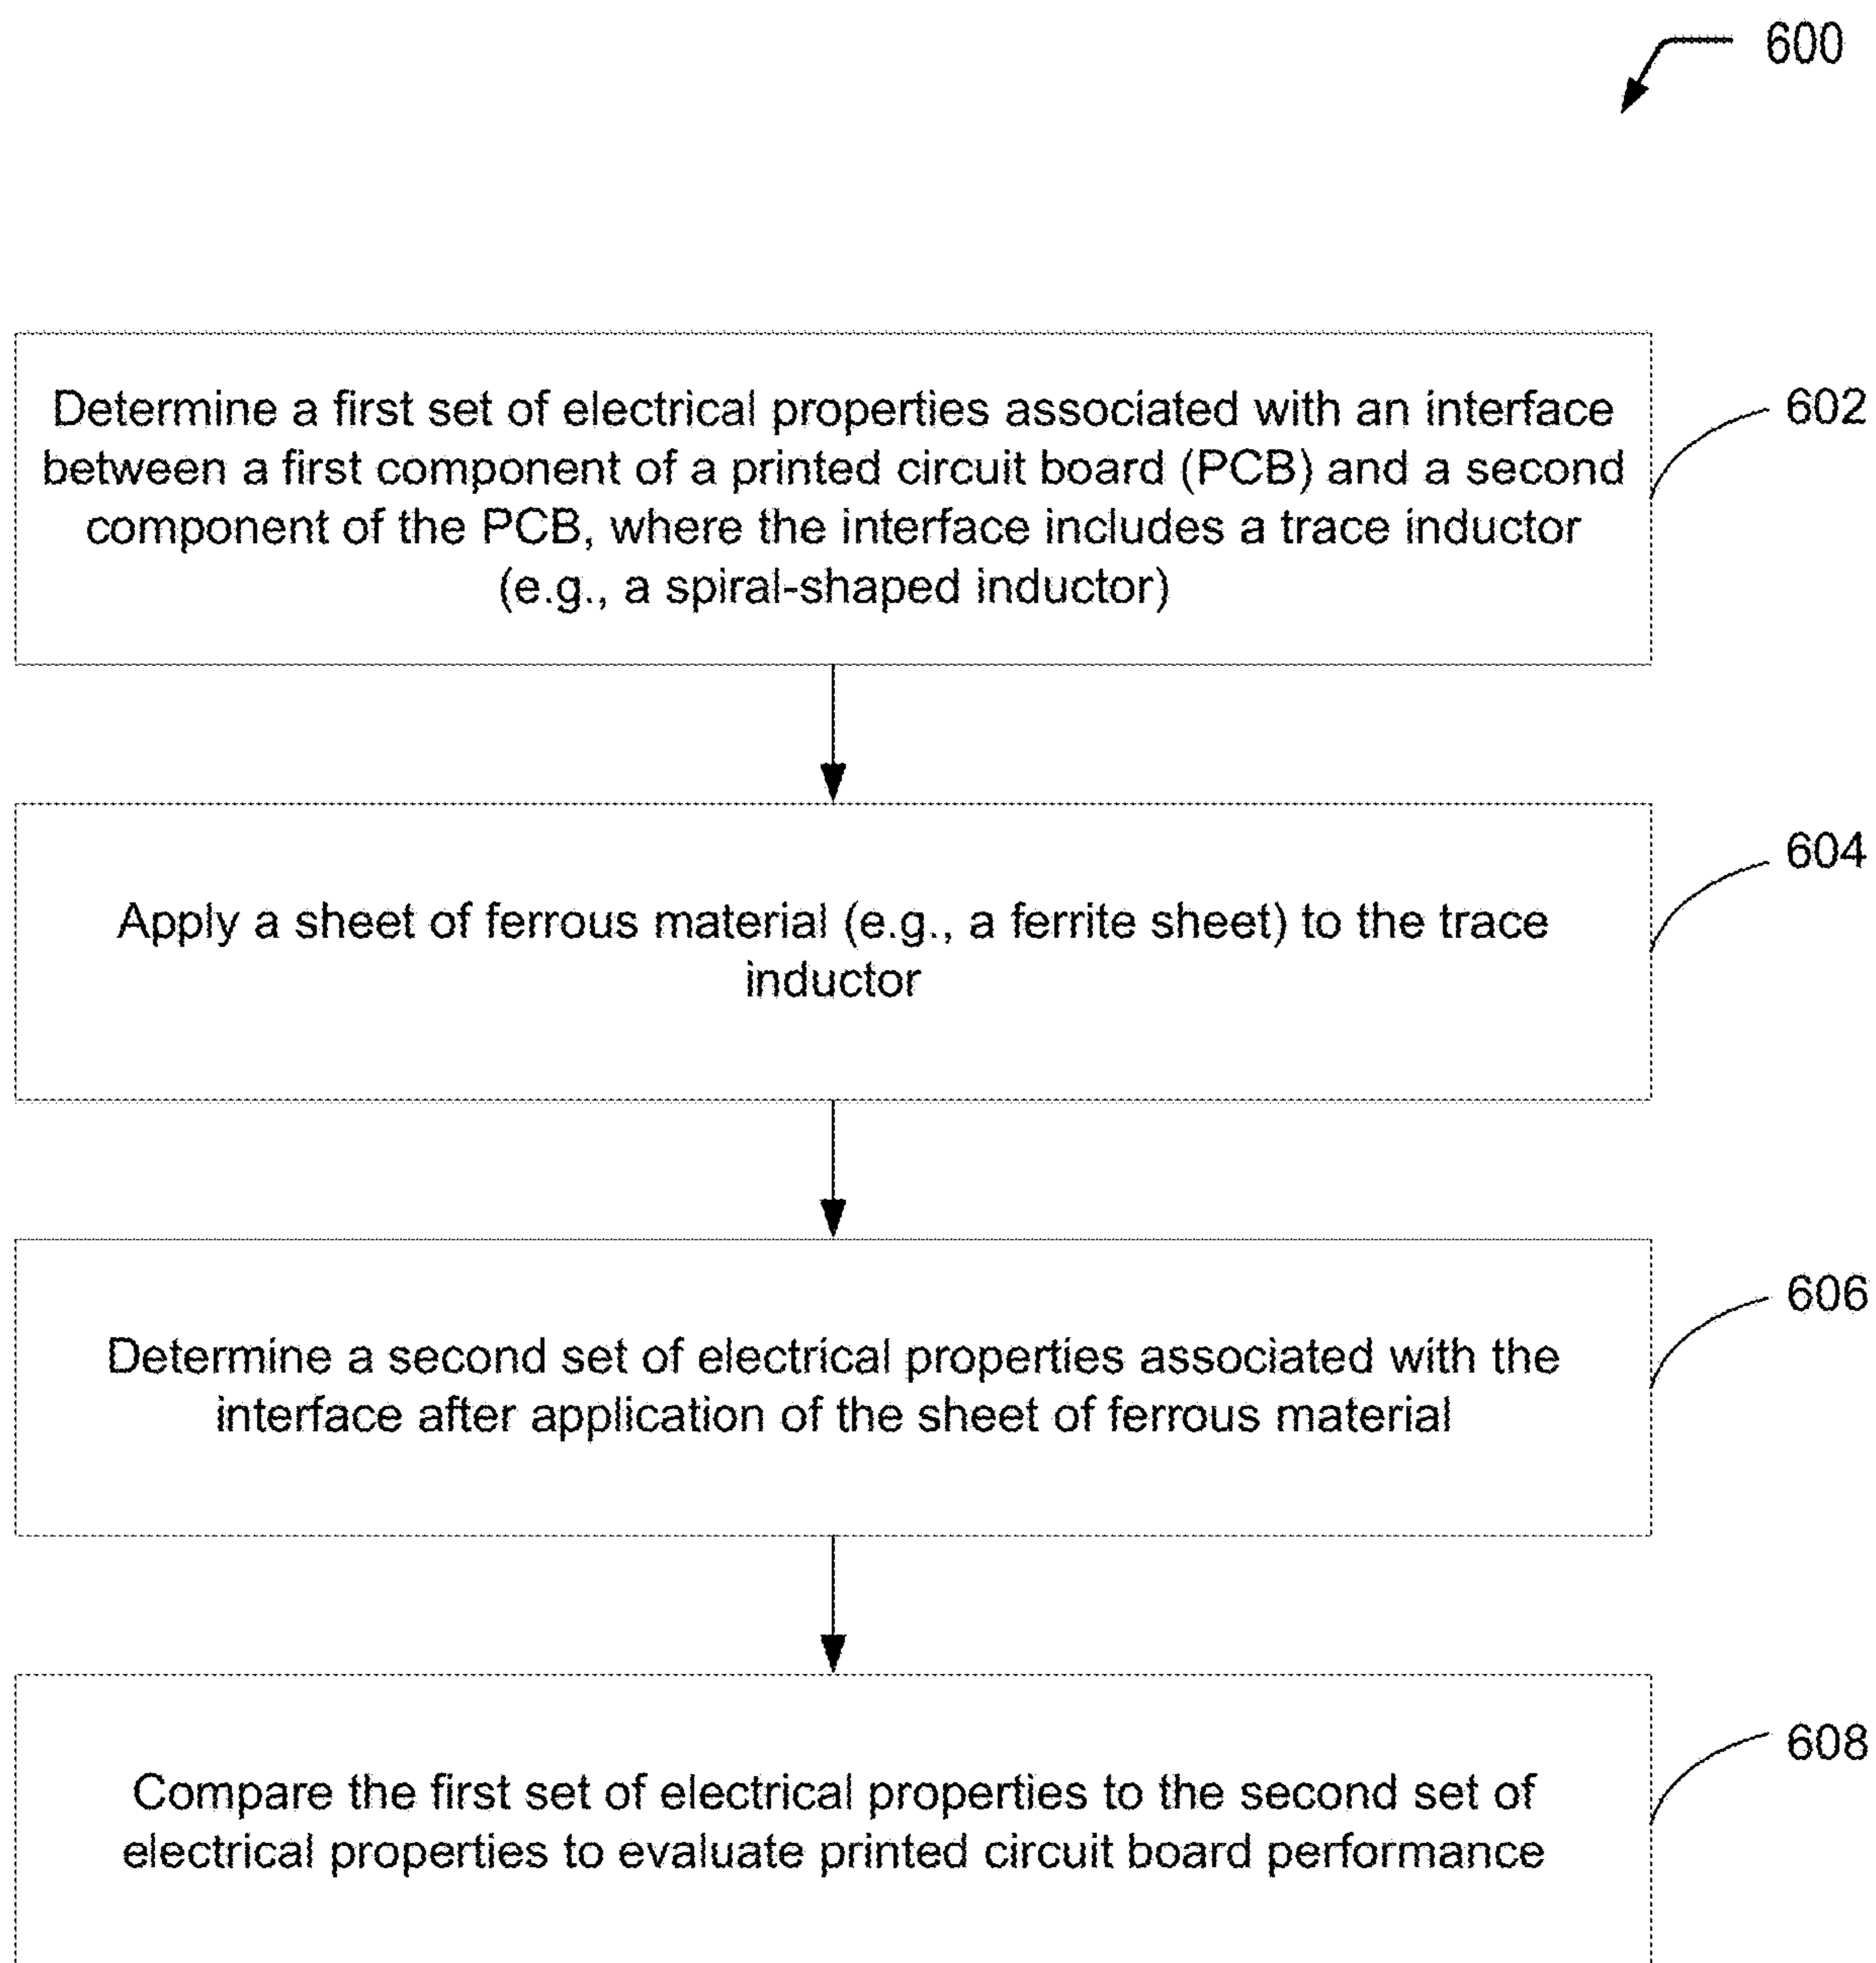 600
Determine a first set of electrical properties associated with an interface
between a first component of a printed circuit board (PCB) and a second
component of the PCB, where the interface includes a trace inductor
(e.g., a spiral-shaped inductor)
602
Apply a sheet of ferrous material (e.g., a ferrite sheet) to the trace
inductor
604
Determine a second set of electrical properties associated with the
interface after application of the sheet of ferrous material
606
Compare the first set of electrical properties to the second set of
electrical properties to evaluate printed circuit board performance
608